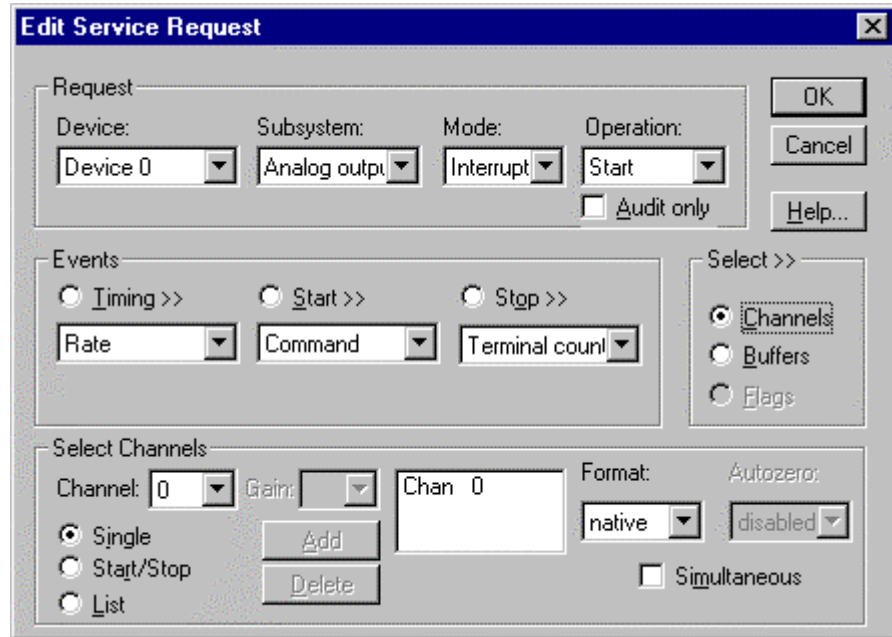 Edit Service Request
Request
OK
Device: Subsystem: Mode: Operation:
Cancel
Device 0 Analog outpu Interrupt Start
Audit only
Help...
Events
Select >>
Timing >> Start >> Stop >>
Channels
Rate Command Terminal count
Buffers
Flags
Select Channels
Channel: 0 Gain: Chan 0 Format: Autozero:
Single Add native disabled
Start/Stop Delete Simultaneous
List